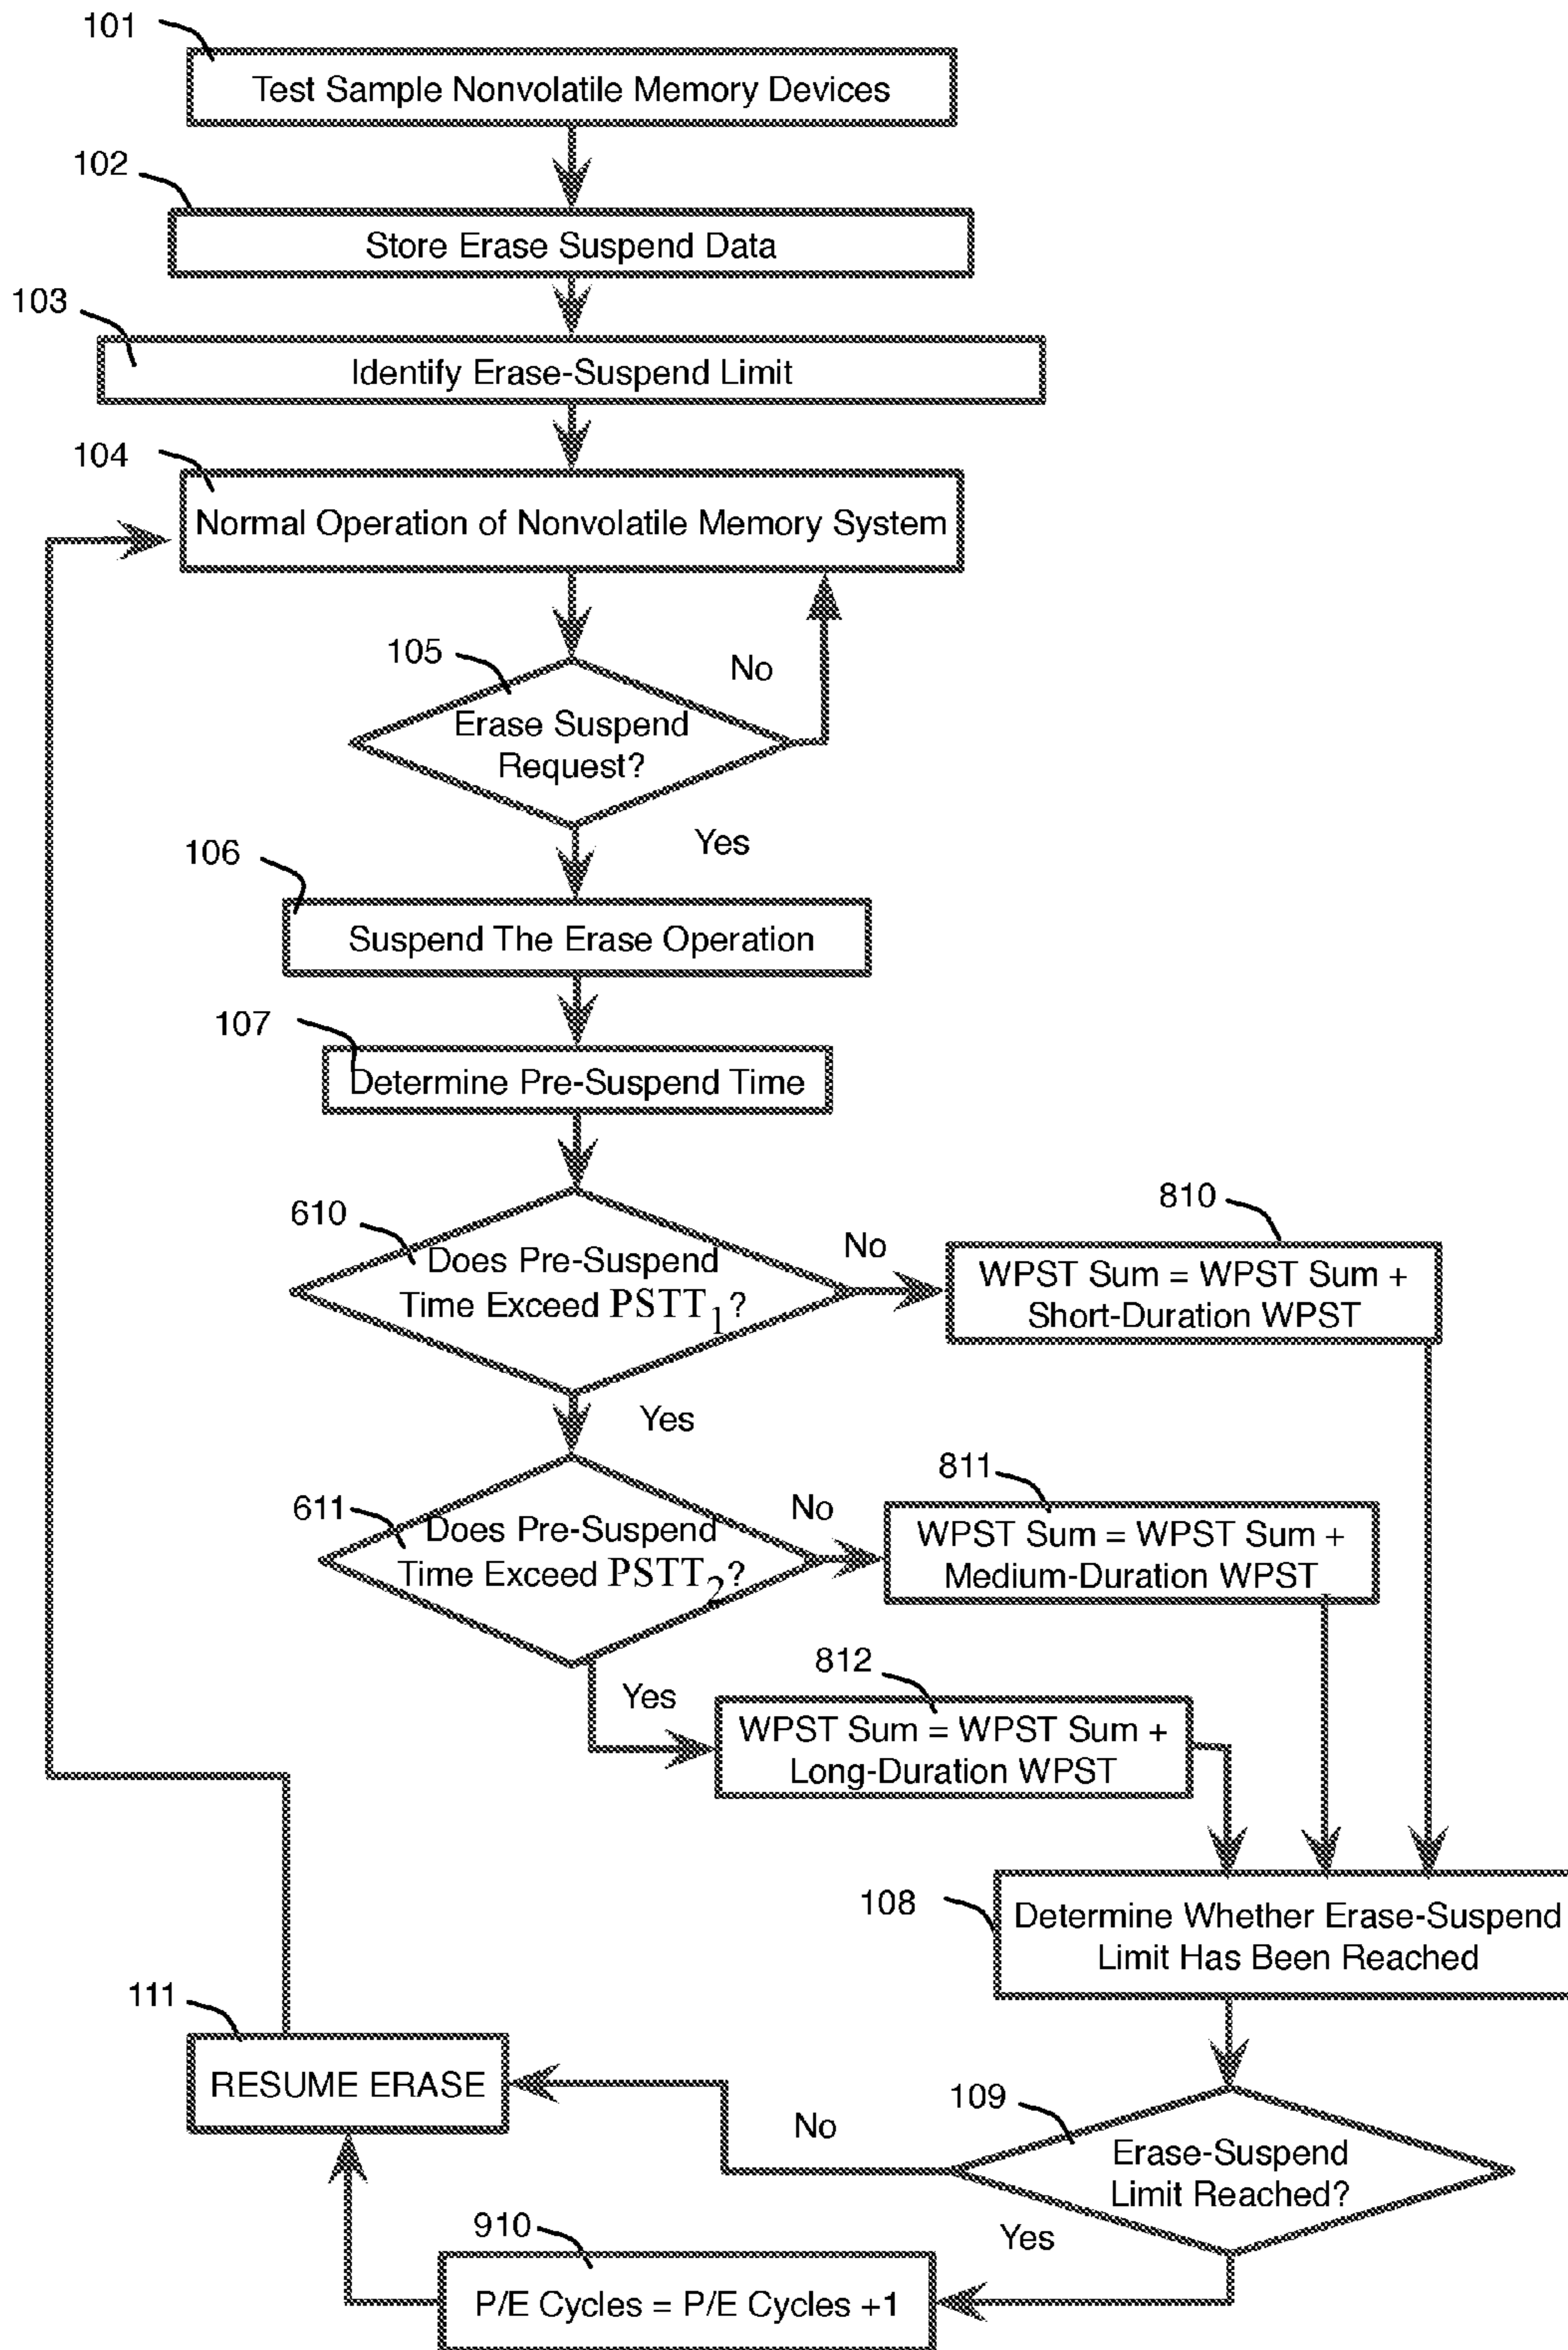 101
Test Sample Nonvolatile Memory Devices
102
Store Erase Suspend Data
103
Identify Erase-Suspend Limit
104
Normal Operation of Nonvolatile Memory System
105
No
Erase Suspend
Request?
Yes
106
Suspend The Erase Operation
107
Determine Pre-Suspend Time
610
Does Pre-Suspend
Time Exceed PSTT1?
No
810
WPST Sum = WPST Sum +
Short-Duration WPST
Yes
611
Does Pre-Suspend
Time Exceed PSTT2?
No
811
WPST Sum = WPST Sum +
Medium-Duration WPST
Yes
812
WPST Sum = WPST Sum +
Long-Duration WPST
108
Determine Whether Erase-Suspend
Limit Has Been Reached
111
RESUME ERASE
No
109
Erase-Suspend
Limit Reached?
Yes
910
P/E Cycles = P/E Cycles +1